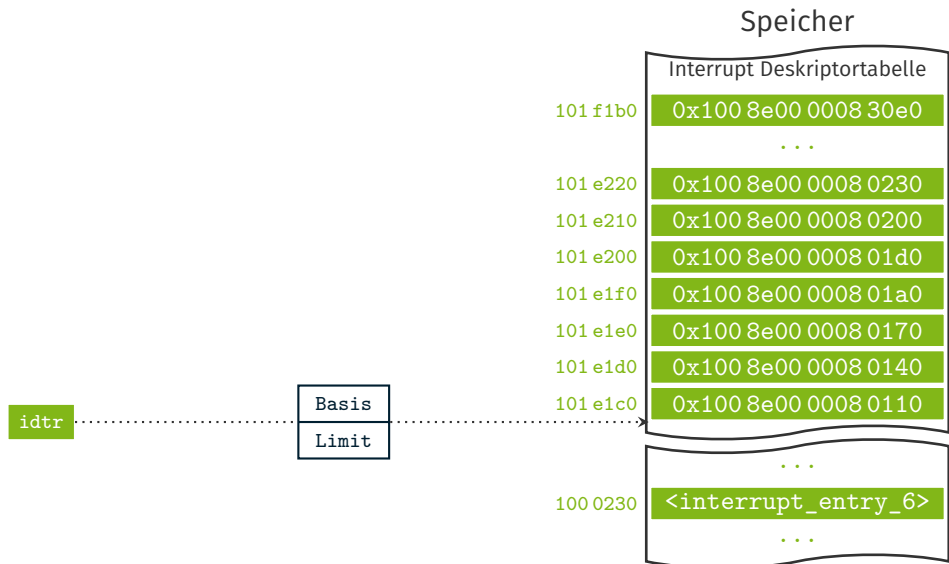 Speicher
Interrupt Deskriptortabelle
101 f1b0 0x100 8e00 0008 30e0
. . .
101 e220 0x100 8e00 0008 0230
101 e210 0x100 8e00 0008 0200
101 e200 0x100 8e00 0008 01d0
101 e1f0 0x100 8e00 0008 01a0
101 e1e0 0x100 8e00 0008 0170
101 e1d0 0x100 8e00 0008 0140
101 e1c0 0x100 8e00 0008 0110
Basis
idtr
Limit
. . .
100 0230 <interrupt_entry_6>
. . .